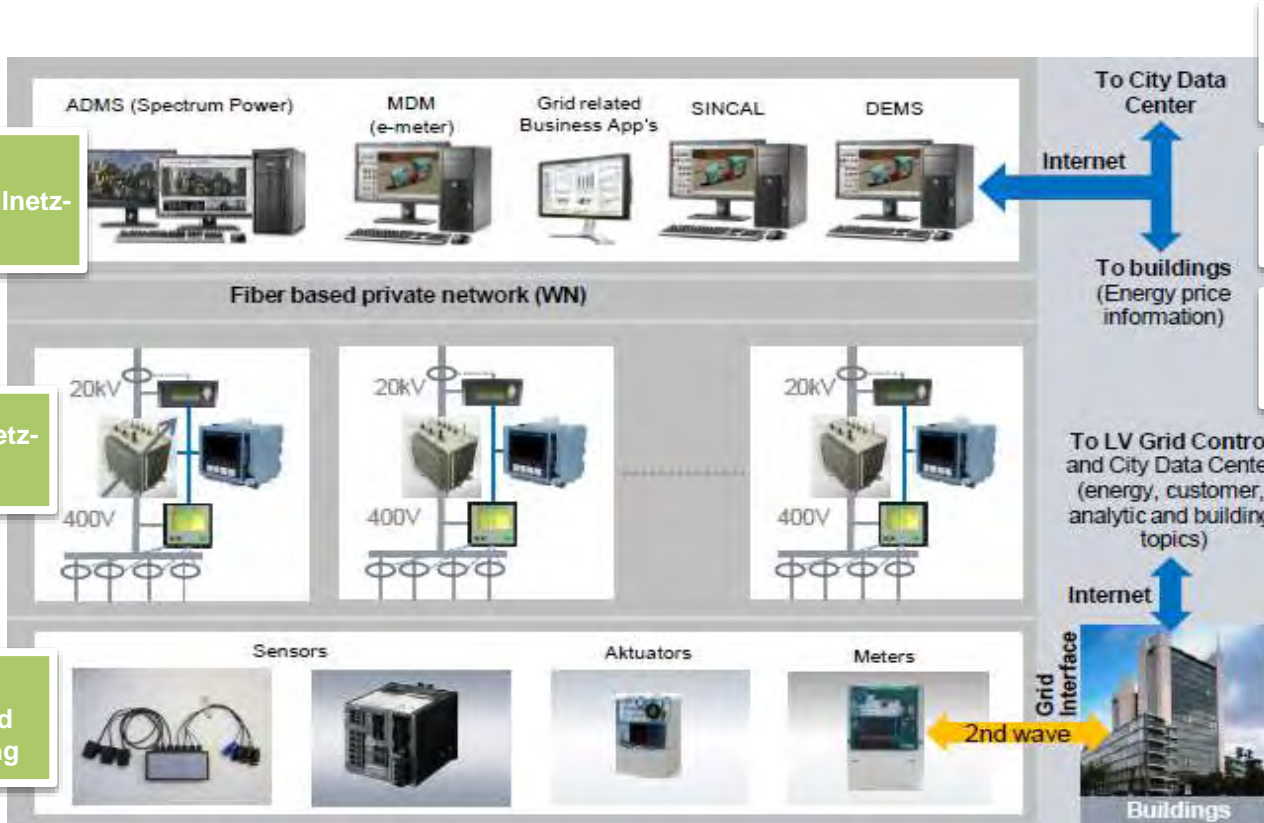 ADMS (Spectrum Power)
MDM
(e-meter)
Grid related
Business App's
SINCAL
DEMS
To City Data
Center
Internet
lnetz-
To buildings
(Energy price
information)
Fiber based private network (WN)
20kV
20kV
20kV
etz-
400V
400V
400V
To LV Grid Contro
and City Data Cente
(energy, customer,
analytic and building
topics)
Internet
Sensors
Aktuators
Meters
d
ng
Grid
Interface
2nd wave
Buildings